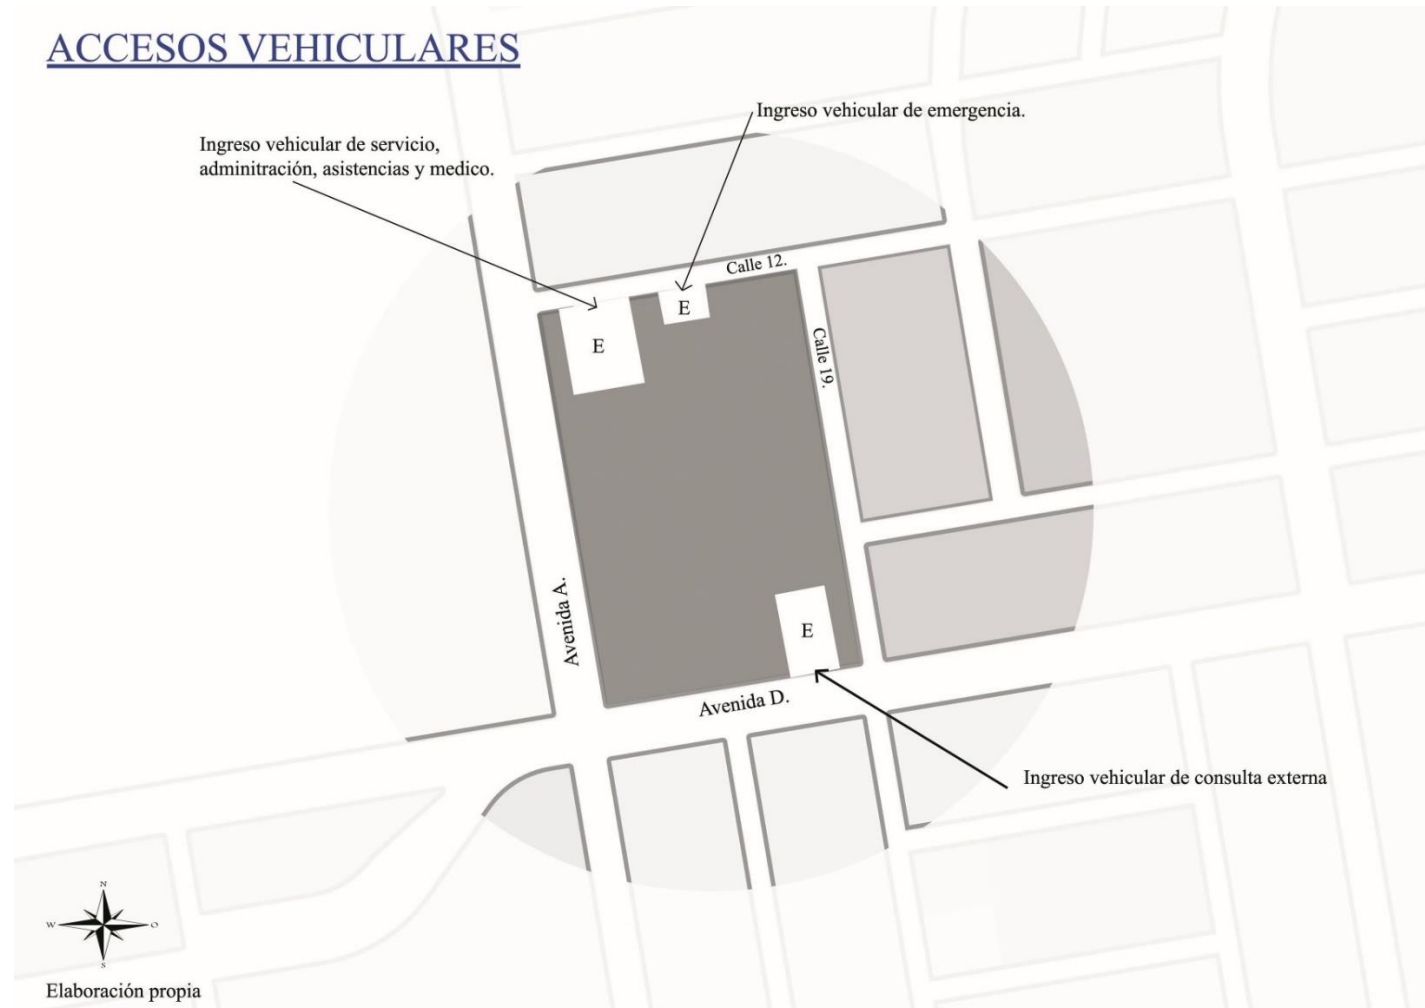 ACCESOS VEHICULARES
Ingreso vehicular de emergencia.
Ingreso vehicular de servicio,
adminitración, asistencias y medico.
Calle 12.
E
E
Calle 19.
Avenida A.
E
Avenida D.
Ingreso vehicular de consulta externa
N
W
O
S
Elaboración propia